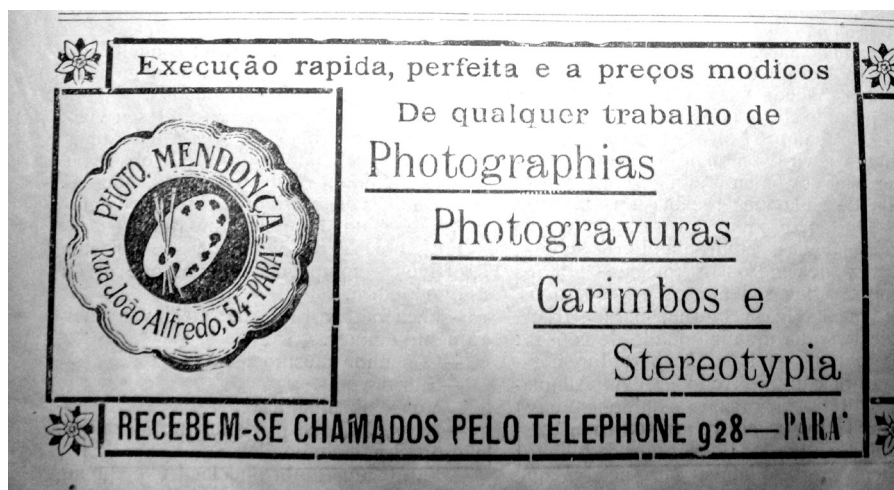 Execução rapida, perfeita e a preços modicos
De qualquer trabalho de
PHOTO. MENDONÇA
Rua João Alfredo, 54-PARÁ
Photographias
Photogravuras
Carimbos e
Stereotypia
RECEBEM-SE CHAMADOS PELO TELEPHONE 928—PARÁ